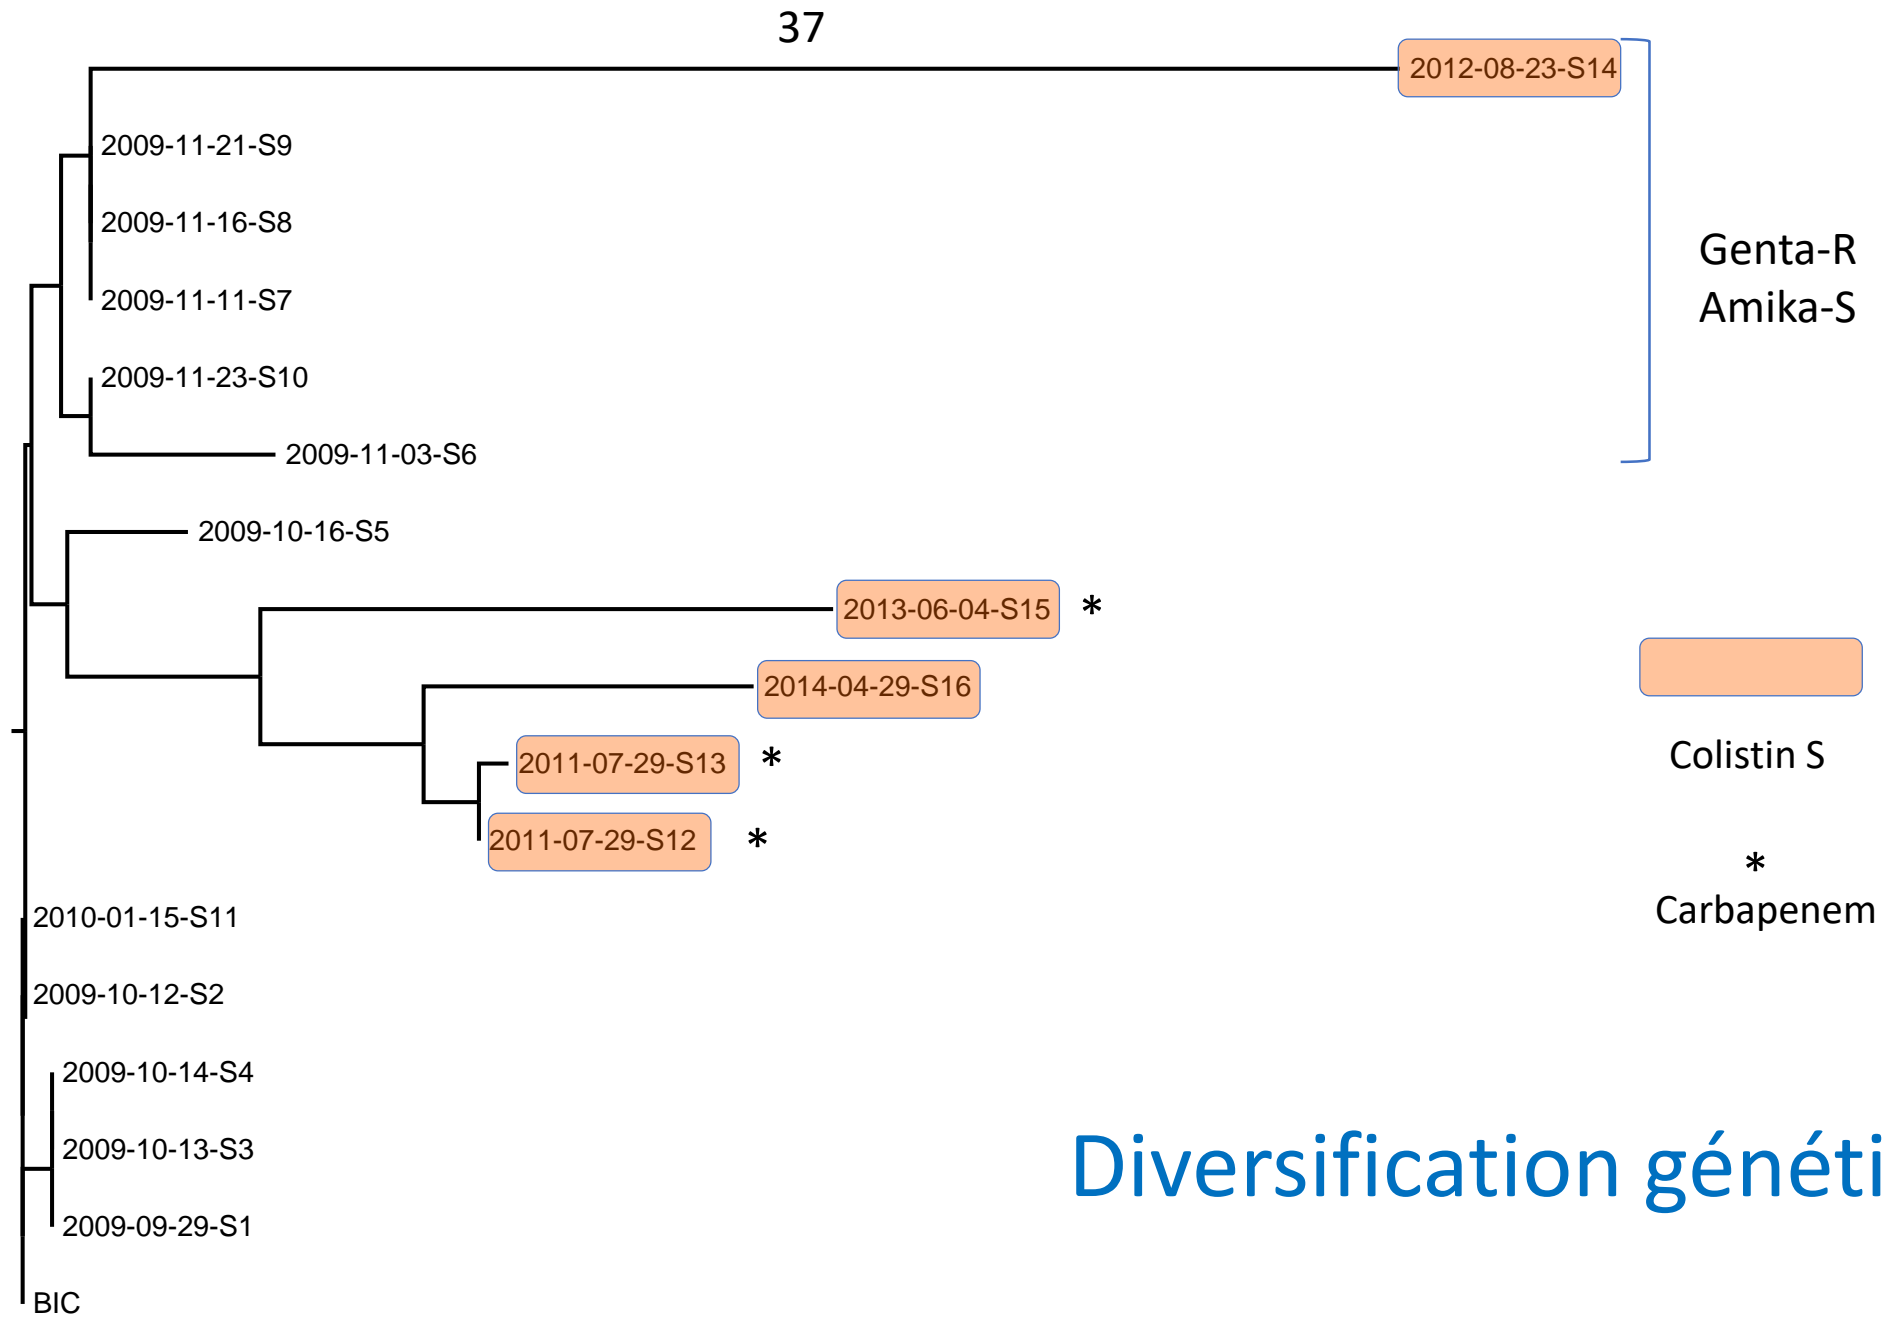 37
2012-08-23-S14
2009-11-21-S9
2009-11-16-S8
Genta-R
Amika-S
2009-11-11-S7
2009-11-23-S10
2009-11-03-S6
2009-10-16-S5
2013-06-04-S15 *
2014-04-29-S16
2011-07-29-S13 *
Colistin S
2011-07-29-S12 *
*
Carbapenem
2010-01-15-S11
2009-10-12-S2
2009-10-14-S4
2009-10-13-S3
Diversification généti
2009-09-29-S1
BIC